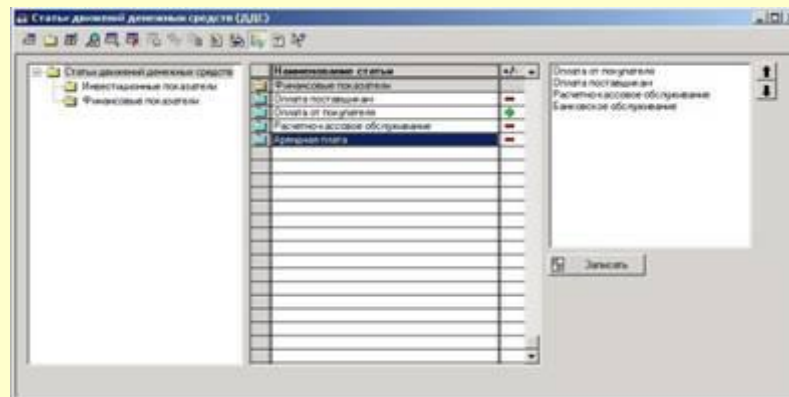 Статьи движений денежных средств (ДДС)
Статьи движений денежных средств
Инвестиционные показатели
Финансовые показатели
Наименование статьи +/-
Финансовые показатели
Оплата поставщикам
Оплата от покупателя
Расчетно-кассовое обслуживание
Арендная плата
Оплата от покупателя
Оплата поставщикам
Расчетно-кассовое обслуживание
Банковское обслуживание
Записать